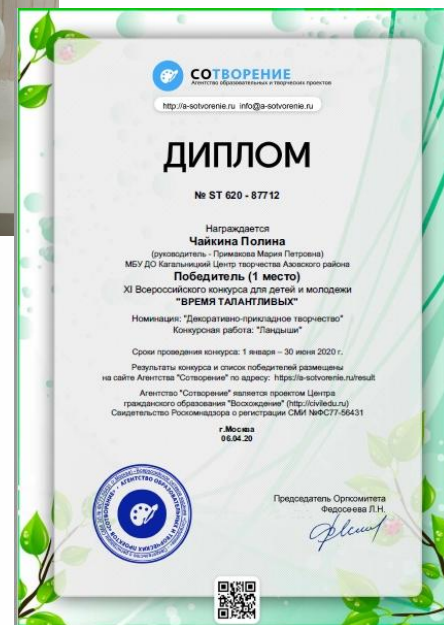 СОТВОРЕНИЕ
Агентство образовательных и творческих проектов
http://a-sotvorenie.ru info@a-sotvorenie.ru
ДИПЛОМ
№ ST 620 - 87712
Награждается
Чайкина Полина
(руководитель - Примакова Мария Петровна)
МБУ ДО Кагальницкий Центр творчества Азовского района
Победитель (1 место)
XI Всероссийского конкурса для детей и молодежи
"ВРЕМЯ ТАЛАНТЛИВЫХ"
Номинация: "Декоративно-прикладное творчество"
Конкурсная работа: "Ландыши"
Сроки проведения конкурса: 1 января – 30 июня 2020 г.
Результаты конкурса и список победителей размещены
на сайте Агентства "Сотворение" по адресу: https://a-sotvorenie.ru/result
Агентство "Сотворение" является проектом Центра
гражданского образования "Восхождение" (http://civiledu.ru)
Свидетельство Роскомнадзора о регистрации СМИ №ФС77-56431
г.Москва
06.04.20
Председатель Оргкомитета
Федосеева Л.Н.